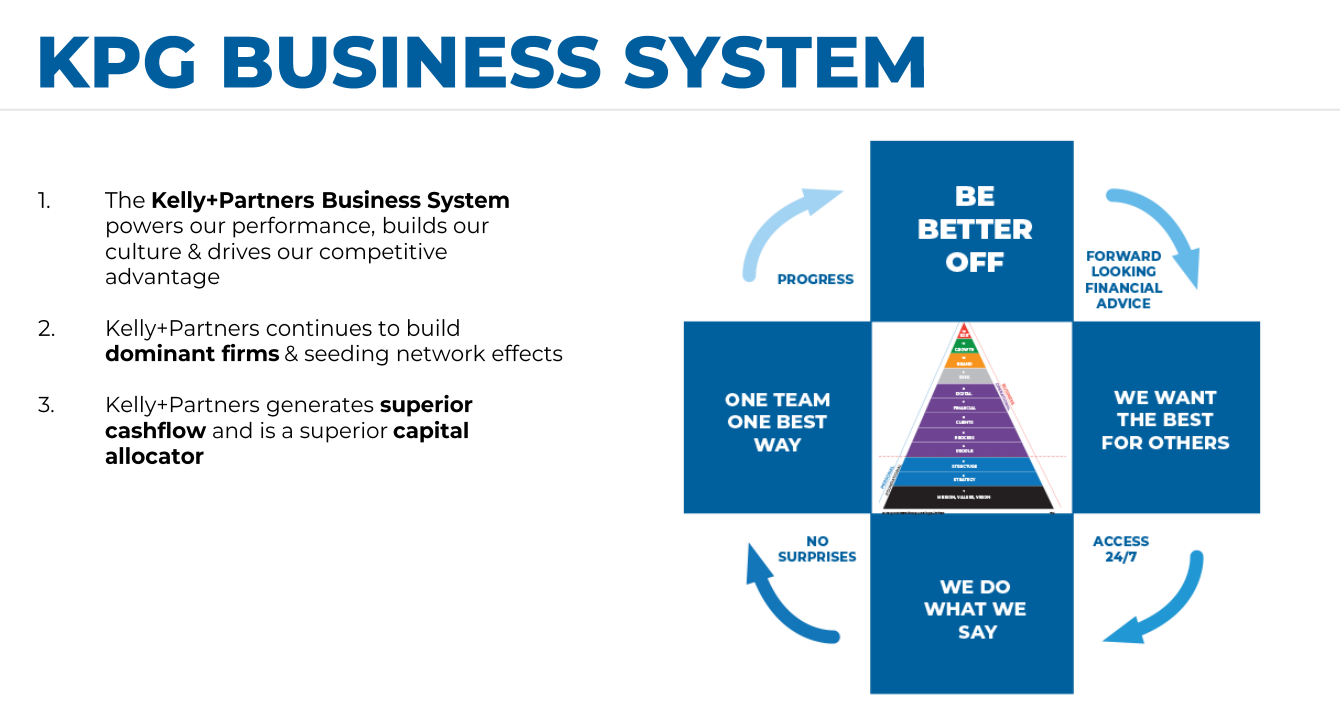 KPG BUSINESS SYSTEM
1. The Kelly+Partners Business System
powers our performance, builds our
culture & drives our competitive
advantage
2. Kelly+Partners continues to build
dominant firms & seeding network effects
3. Kelly+Partners generates superior
cashflow and is a superior capital
allocator
BE
BETTER
OFF
PROGRESS
FORWARD
LOOKING
FINANCIAL
ADVICE
ONE TEAM
ONE BEST
WAY
GROWTH
DIGITAL
FINANCIAL
CLIENTS
PROCESS
PEOPLE
STRUCTURE
STRATEGY
MISSION, VALUES, VISION
WE WANT
THE BEST
FOR OTHERS
NO
SURPRISES
ACCESS
24/7
WE DO
WHAT WE
SAY